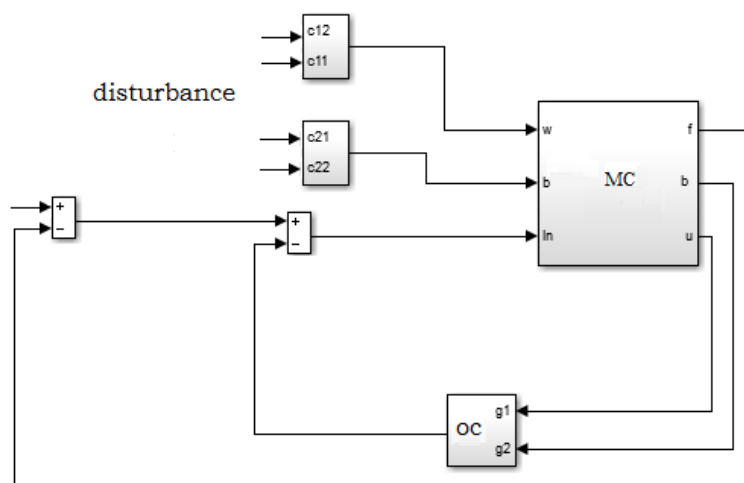 c12
c11
disturbance
c21
c22
w
f
MC
b
b
In
u
+
−
+
−
g1
OC
g2